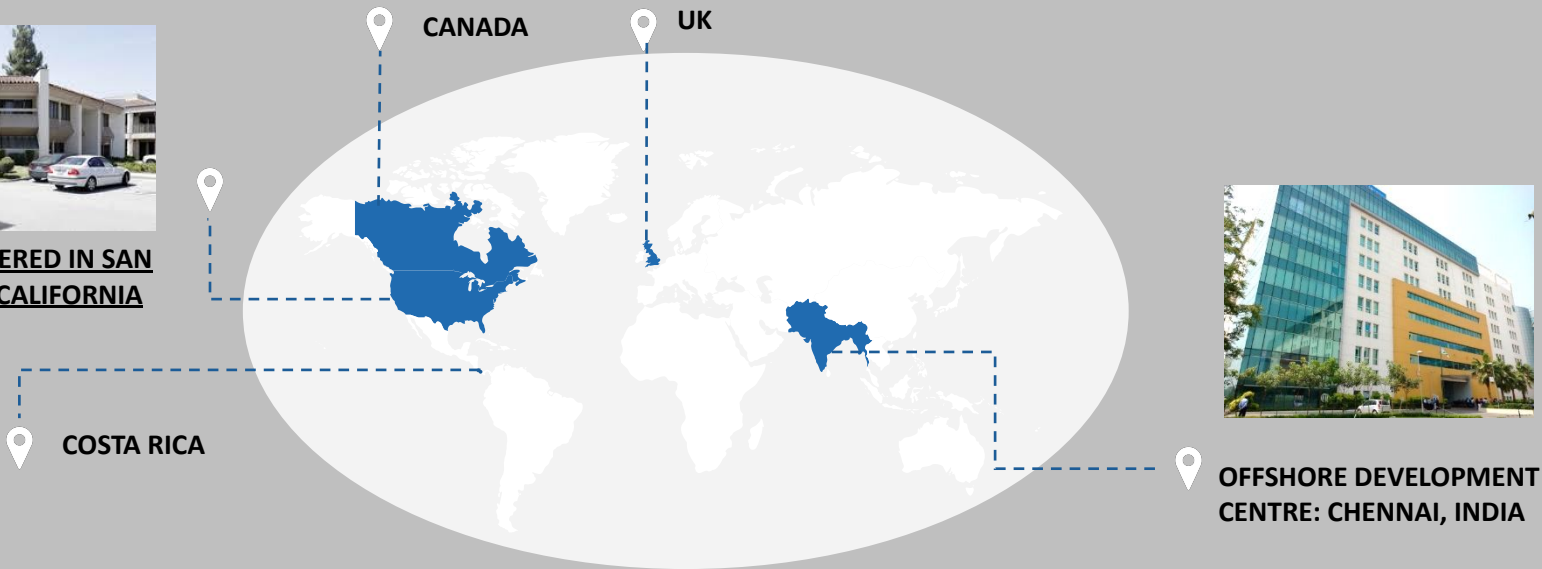 CANADA
UK
ERED IN SAN
CALIFORNIA
COSTA RICA
OFFSHORE DEVELOPMENT
CENTRE: CHENNAI, INDIA